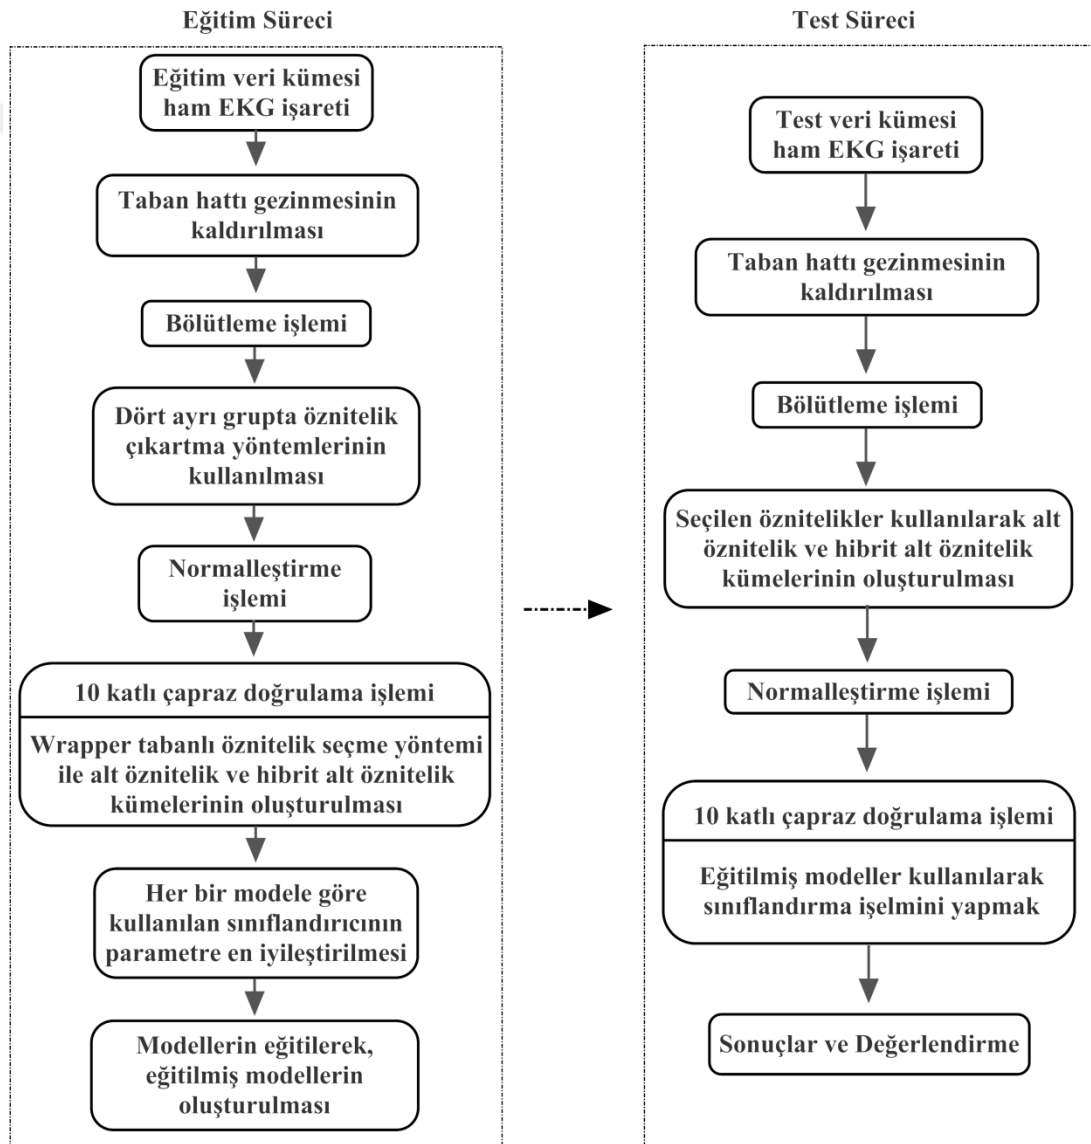 Eğitim Süreci
Eğitim veri kümesi
ham EKG işareti
Taban hattı gezinmesinin
kaldırılması
Bölütleme işlemi
Dört ayrı grupta öznitelik
çıkartma yöntemlerinin
kullanılması
Normalleştirme
işlemi
10 katlı çapraz doğrulama işlemi
Wrapper tabanlı öznitelik seçme yöntemi
ile alt öznitelik ve hibrit alt öznitelik
kümelerinin oluşturulması
Her bir modele göre
kullanılan sınıflandırıcının
parametre en iyileştirilmesi
Modellerin eğitilerek,
eğitilmiş modellerin
oluşturulması
Test Süreci
Test veri kümesi
ham EKG işareti
Taban hattı gezinmesinin
kaldırılması
Bölütleme işlemi
Seçilen öznitelikler kullanılarak alt
öznitelik ve hibrit alt öznitelik
kümelerinin oluşturulması
Normalleştirme işlemi
10 katlı çapraz doğrulama işlemi
Eğitilmiş modeller kullanılarak
sınıflandırma işelmini yapmak
Sonuçlar ve Değerlendirme